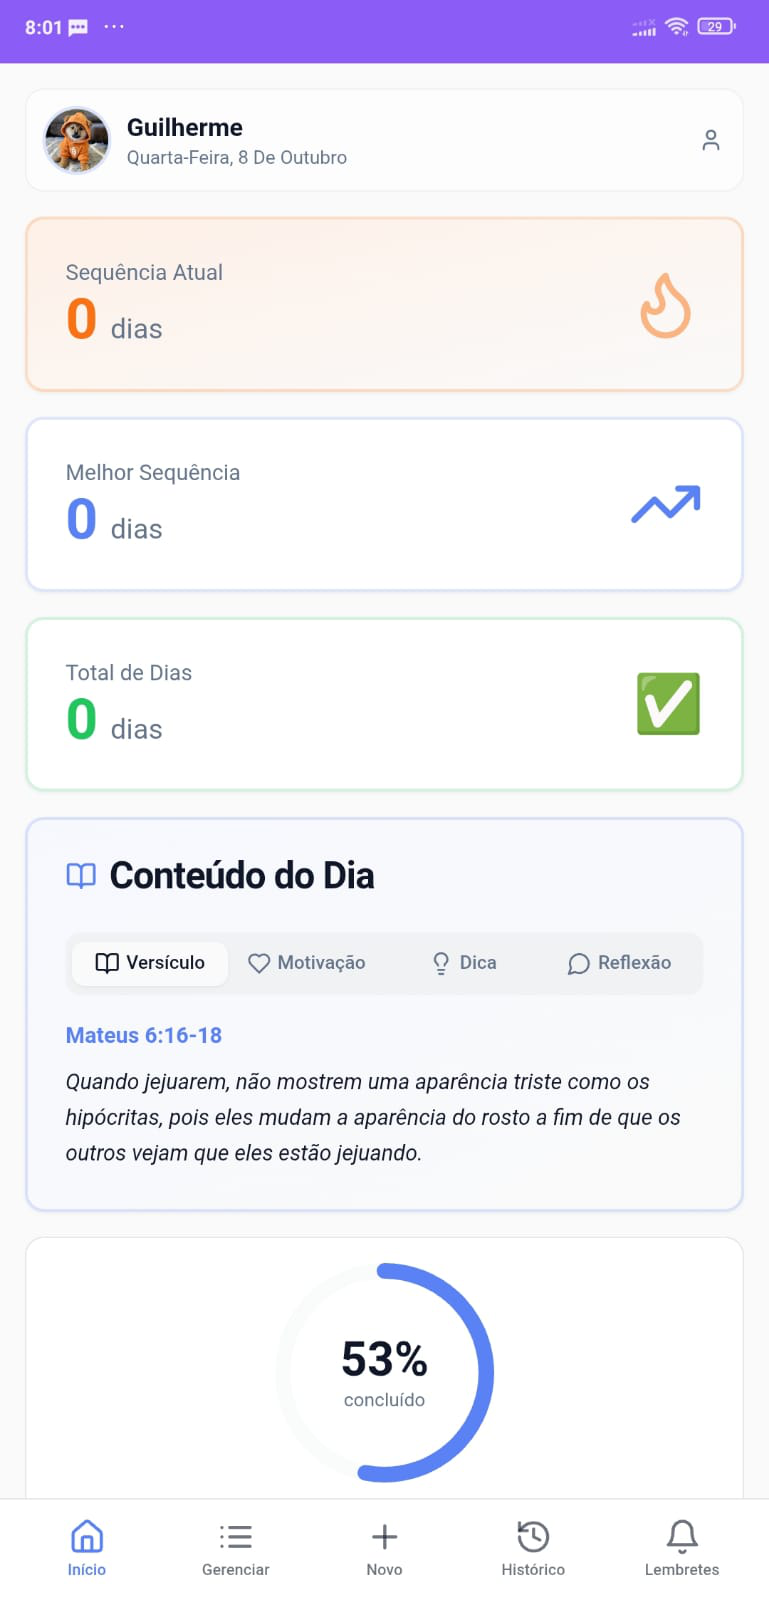 8:01
29
Guilherme
Quarta-Feira, 8 De Outubro
Sequência Atual
0 dias
Melhor Sequência
0 dias
Total de Dias
0 dias
Conteúdo do Dia
Versículo Motivação Dica Reflexão
Mateus 6:16-18
Quando jejuarem, não mostrem uma aparência triste como os
hipócritas, pois eles mudam a aparência do rosto a fim de que os
outros vejam que eles estão jejuando.
53%
concluído
Início Gerenciar Novo Histórico Lembretes